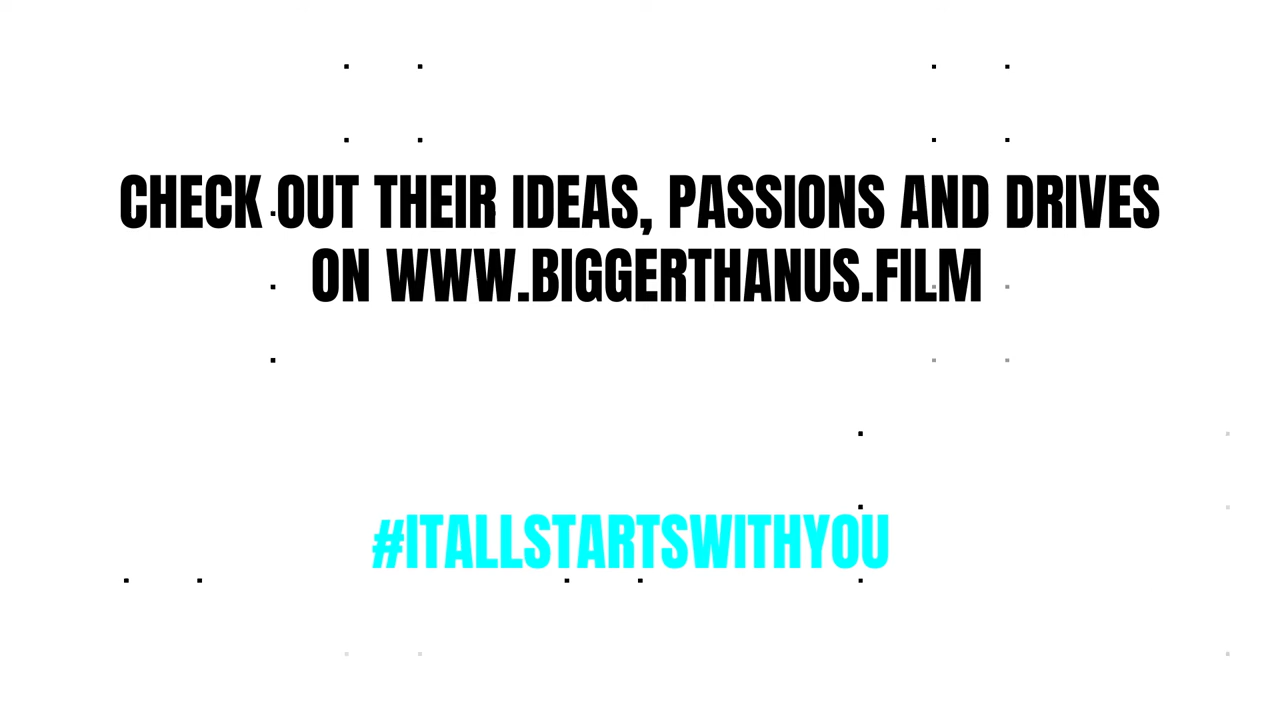 CHECK OUT THEIR IDEAS, PASSIONS AND DRIVES
ON WWW.BIGGERTHANUS.FILM
#ITALLSTARTSWITHYOU